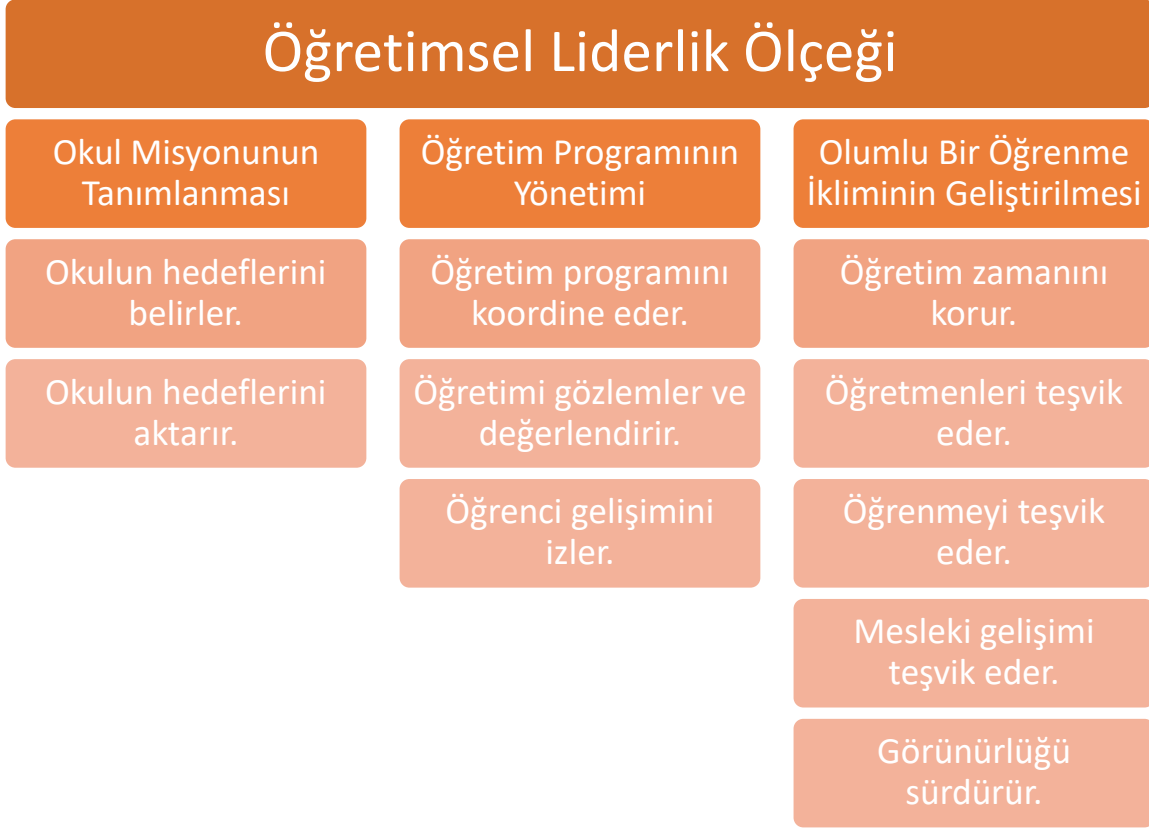 Öğretimsel Liderlik Ölçeği
Okul Misyonunun
Tanımlanması
Okulun hedeflerini
belirler.
Okulun hedeflerini
aktarır.
Öğretim Programının
Yönetimi
Öğretim programını
koordine eder.
Öğretimi gözlemler ve
değerlendirir.
Öğrenci gelişimini
izler.
Olumlu Bir Öğrenme
İkliminin Geliştirilmesi
Öğretim zamanını
korur.
Öğretmenleri teşvik
eder.
Öğrenmeyi teşvik
eder.
Mesleki gelişimi
teşvik eder.
Görünürlüğü
sürdürür.